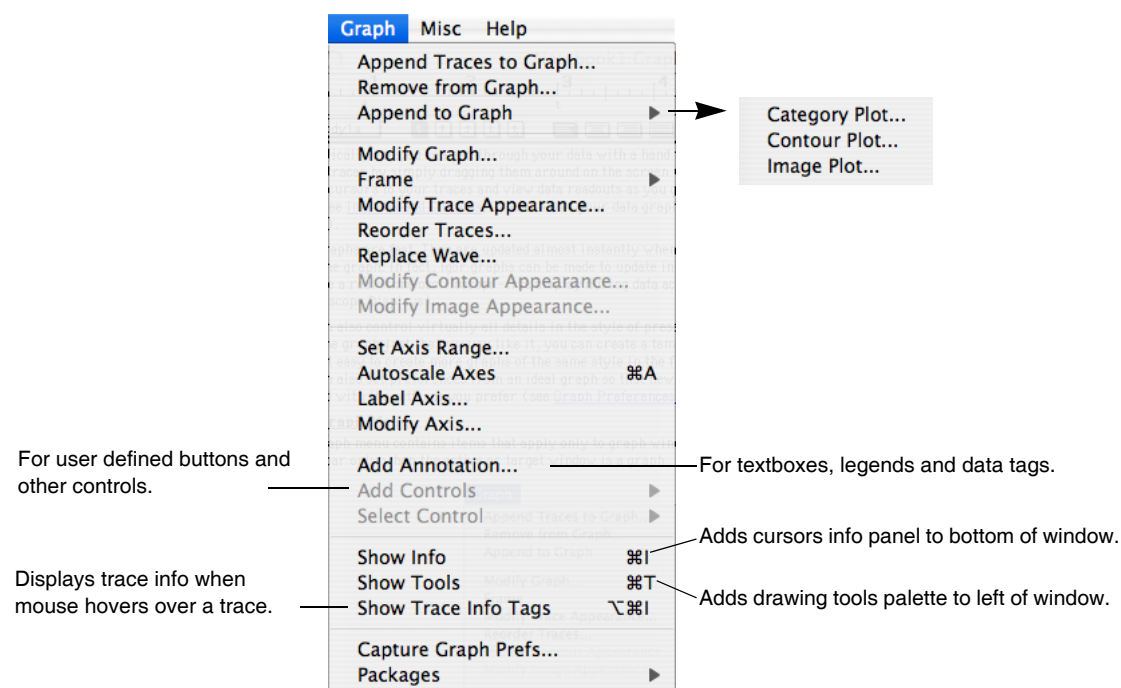 Graph Misc Help
Append Traces to Graph...
Remove from Graph...
Append to Graph
Category Plot...
Contour Plot...
Image Plot...
Modify Graph...
Frame
Modify Trace Appearance...
Reorder Traces...
Replace Wave...
Modify Contour Appearance...
Modify Image Appearance...
Set Axis Range...
Autoscale Axes ⌘A
Label Axis...
Modify Axis...
For user defined buttons and
other controls.
Add Annotation...
For textboxes, legends and data tags.
Add Controls
Select Control
Show Info ⌘I
Adds cursors info panel to bottom of window.
Displays trace info when
mouse hovers over a trace.
Show Tools ⌘T
Adds drawing tools palette to left of window.
Show Trace Info Tags ⌥⌘I
Capture Graph Prefs...
Packages